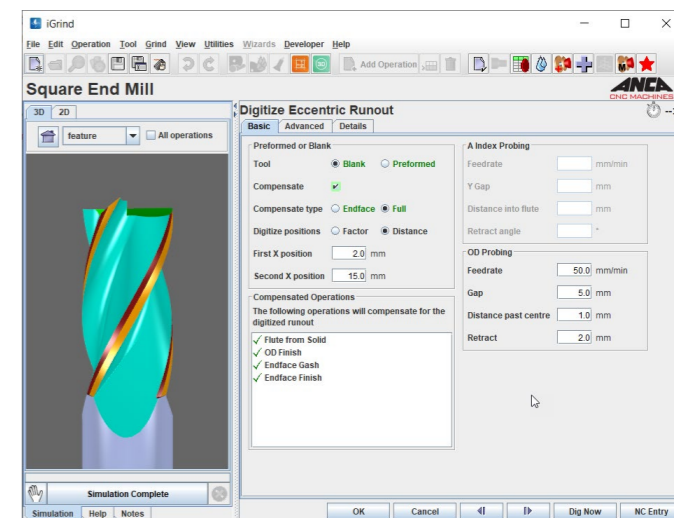 iGrind
File Edit Operation Tool Grind View Utilities Wizards Developer Help
Add Operation
Square End Mill
ANCA
CNC MACHINES
3D 2D
feature All operations
Simulation Complete
Simulation Help Notes
Digitize Eccentric Runout
Basic Advanced Details
Preformed or Blank
Tool Blank Preformed
Compensate
Compensate type Endface Full
Digitize positions Factor Distance
First X position 2.0 mm
Second X position 15.0 mm
Compensated Operations
The following operations will compensate for the
digitized runout
Flute from Solid
OD Finish
Endface Gash
Endface Finish
A Index Probing
Feedrate mm/min
Y Gap mm
Distance into flute mm
Retract angle °
OD Probing
Feedrate 50.0 mm/min
Gap 5.0 mm
Distance past centre 1.0 mm
Retract 2.0 mm
OK Cancel Dig Now NC Entry